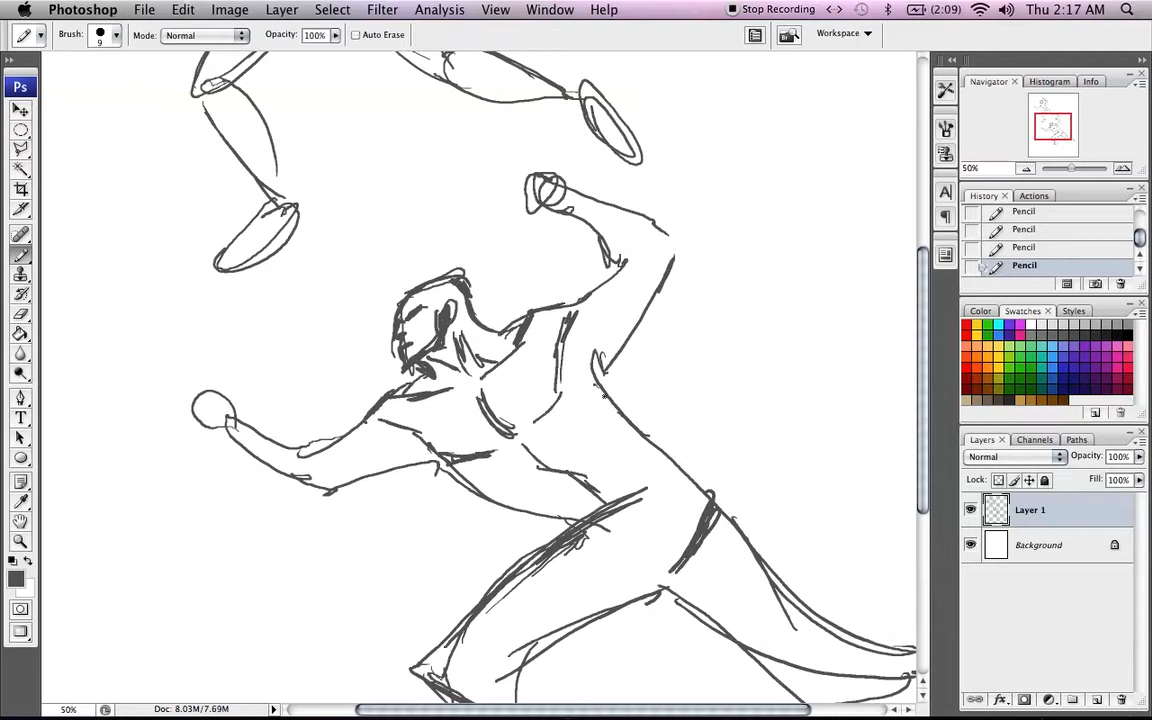 Photoshop File Edit Image Layer Select Filter Analysis View Window Help Stop Recording (2:09) Thu 2:17 AM
Brush: 9 Mode: Normal Opacity: 100% Auto Erase Workspace
Ps
Navigator Histogram Info
50%
History Actions
Pencil
Pencil
Pencil
Pencil
Color Swatches Styles
Layers Channels Paths
Normal Opacity: 100%
Lock: Fill: 100%
Layer 1
Background
50% Doc: 8.03M/7.69M